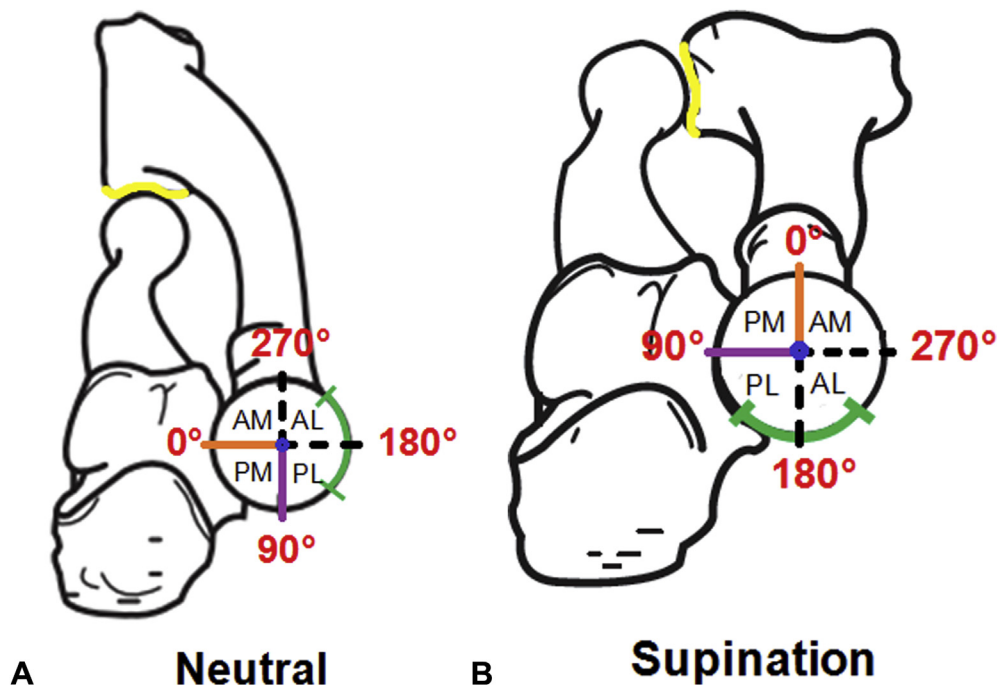 270°
AM AL
0° 180°
PM PL
90°
A Neutral
0°
PM AM
90° 270°
PL AL
180°
B Supination